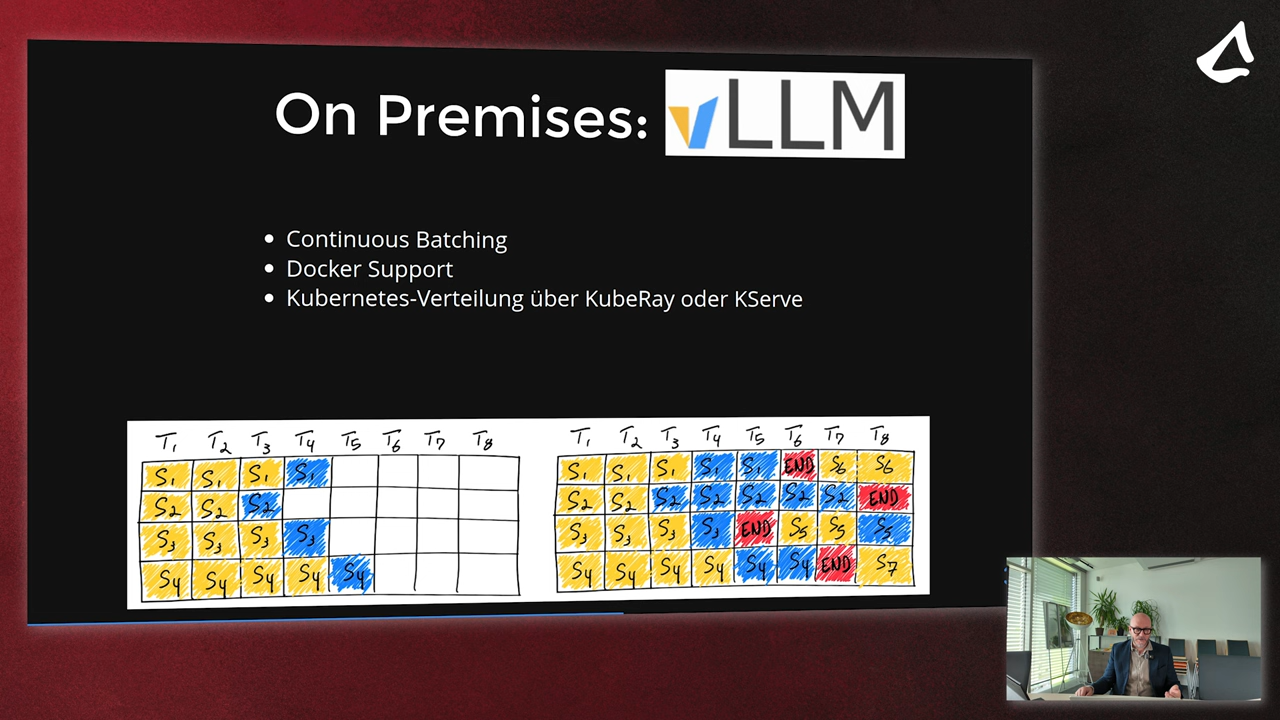 On Premises: vLLM
Continuous Batching
Docker Support
Kubernetes-Verteilung über KubeRay oder KServe
T1 T2 T3 T4 T5 T6 T7 T8
S1 S1 S1 S1
S2 S2 S2
S3 S3 S3 S3
S4 S4 S4 S4 S4
T1 T2 T3 T4 T5 T6 T7 T8
S1 S1 S1 S1 S1 END S6 S6
S2 S2 S2 S2 S2 S2 S2 END
S3 S3 S3 S3 END S5 S5 S5
S4 S4 S4 S4 S4 S4 END S7